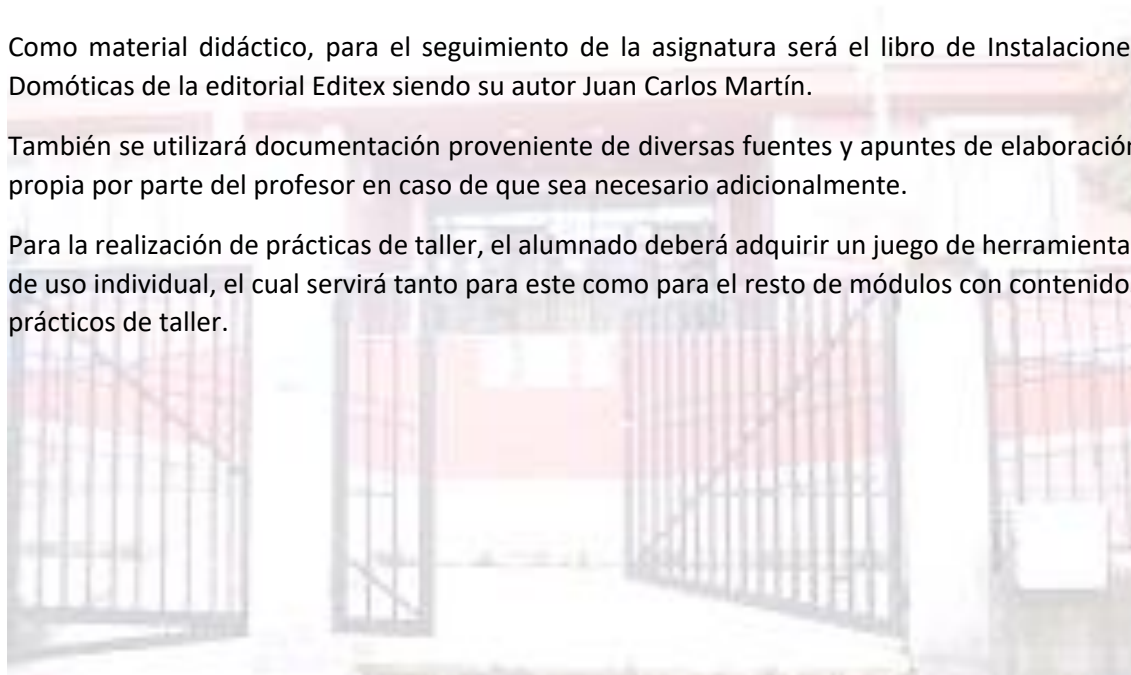 Como material didáctico, para el seguimiento de la asignatura será el libro de Instalacione
Domóticas de la editorial Editex siendo su autor Juan Carlos Martín.
También se utilizará documentación proveniente de diversas fuentes y apuntes de elaboración
propia por parte del profesor en caso de que sea necesario adicionalmente.
Para la realización de prácticas de taller, el alumnado deberá adquirir un juego de herramienta
de uso individual, el cual servirá tanto para este como para el resto de módulos con contenido
prácticos de taller.